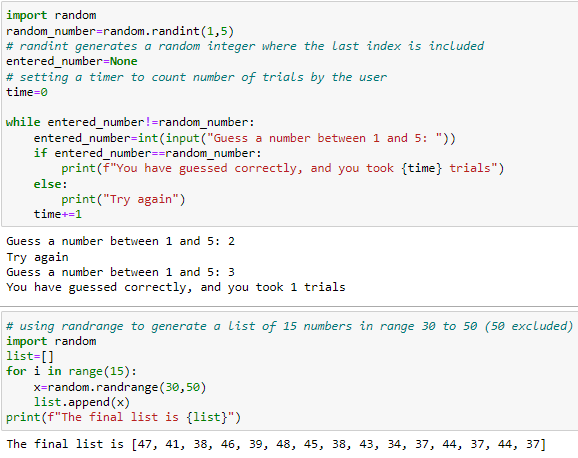 import random
random_number=random.randint(1,5)
# randint generates a random integer where the last index is included
entered_number=None
# setting a timer to count number of trials by the user
time=0

while entered_number!=random_number:
    entered_number=int(input("Guess a number between 1 and 5: "))
    if entered_number==random_number:
        print(f"You have guessed correctly, and you took {time} trials")
    else:
        print("Try again")
    time+=1
Guess a number between 1 and 5: 2
Try again
Guess a number between 1 and 5: 3
You have guessed correctly, and you took 1 trials
# using randrange to generate a list of 15 numbers in range 30 to 50 (50 excluded)
import random
list=[]
for i in range(15):
    x=random.randrange(30,50)
    list.append(x)
print(f"The final list is {list}")
The final list is [47, 41, 38, 46, 39, 48, 45, 38, 43, 34, 37, 44, 37, 44, 37]